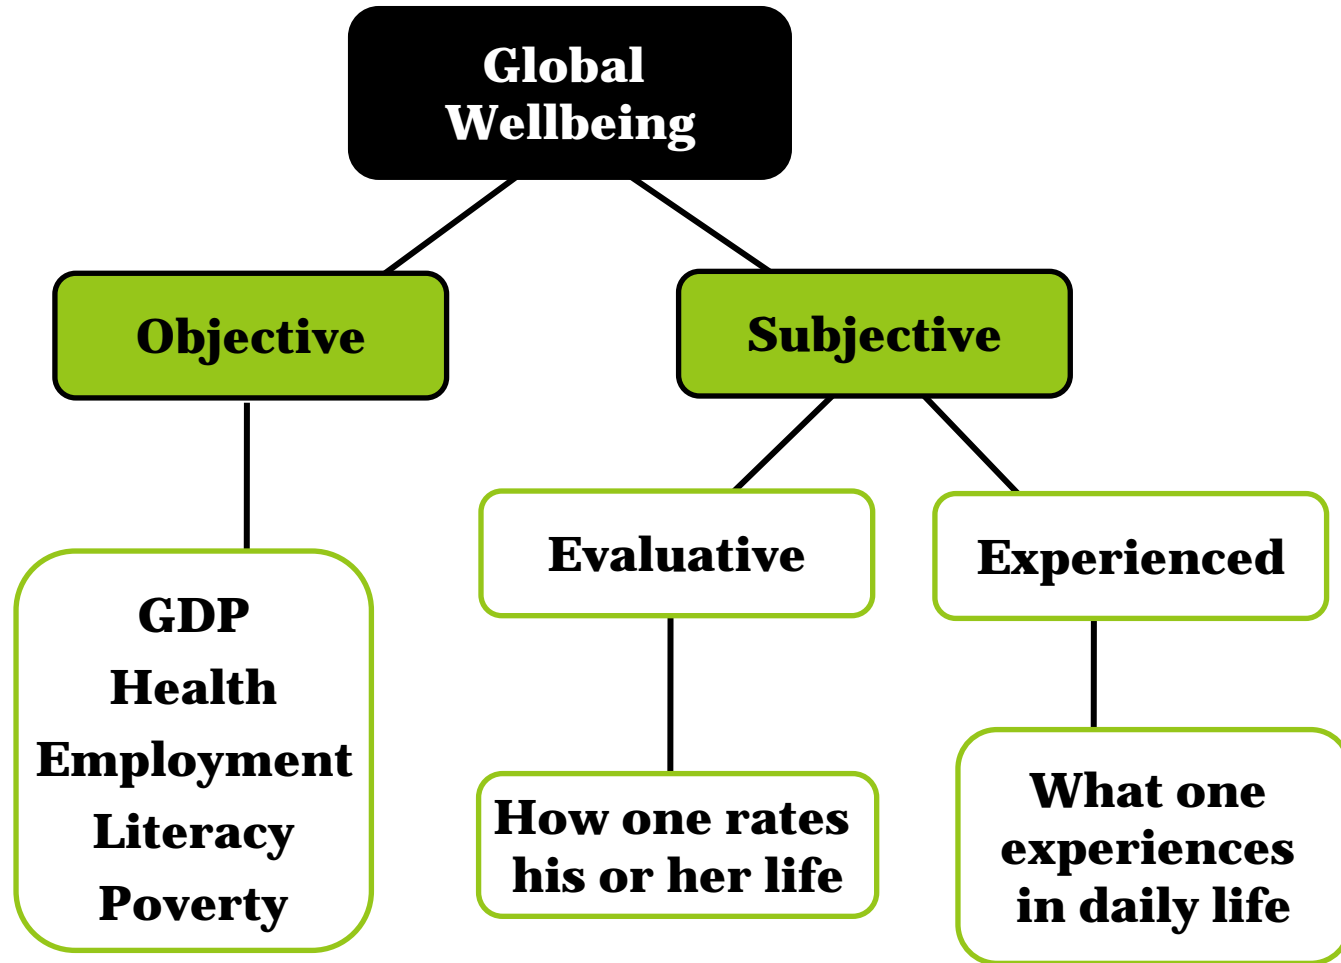 Global
Wellbeing
Objective
Subjective
Evaluative
Experienced
GDP
Health
Employment
Literacy
Poverty
How one rates
his or her life
What one
experiences
in daily life